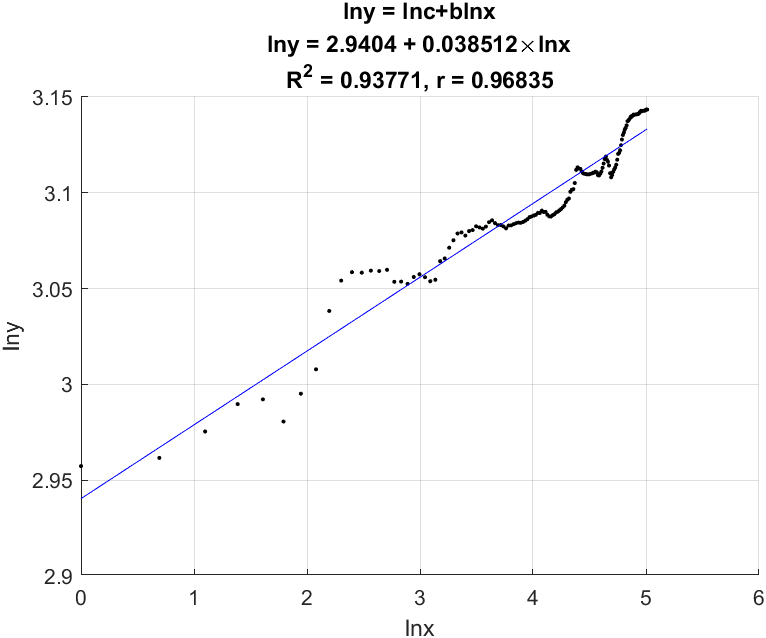 lny = lnc+blnx
lny = 2.9404 + 0.038512×lnx
R² = 0.93771, r = 0.96835
3.15
3.1
3.05
3
2.95
2.9
lny
0 1 2 3 4 5 6
lnx